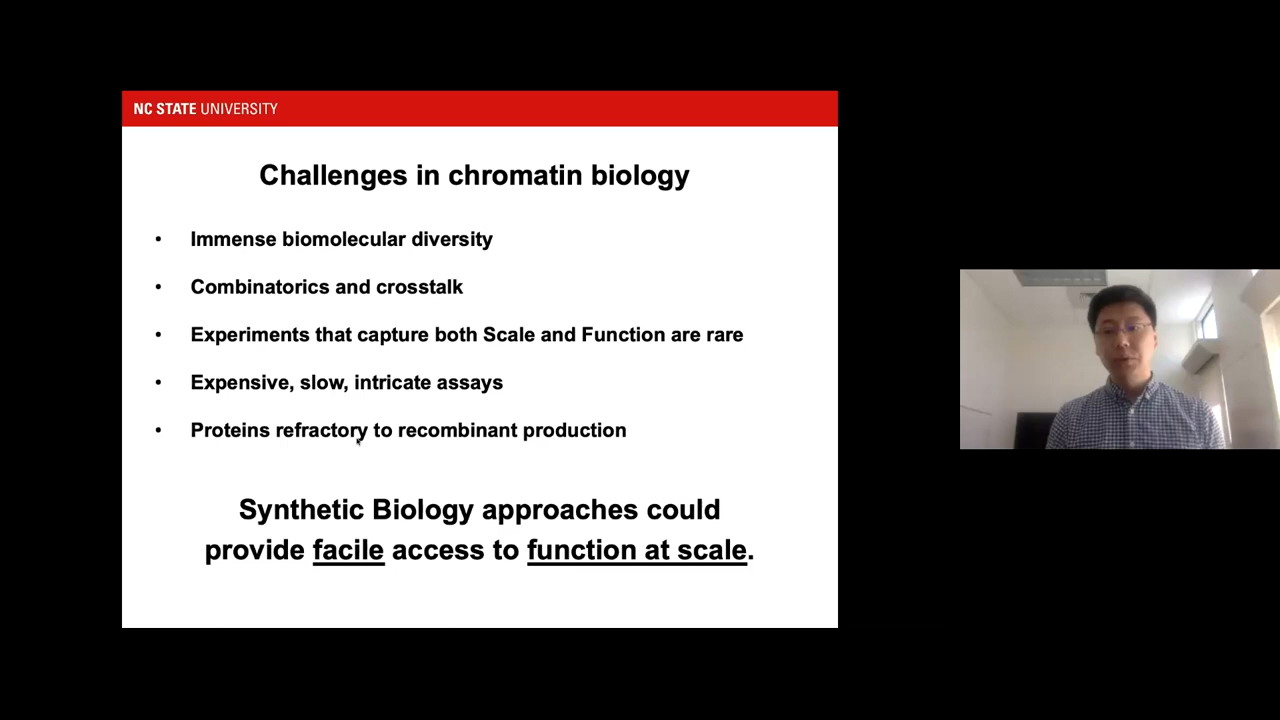 NC STATE UNIVERSITY
Challenges in chromatin biology
• Immense biomolecular diversity
• Combinatorics and crosstalk
• Experiments that capture both Scale and Function are rare
• Expensive, slow, intricate assays
• Proteins refractory to recombinant production
Synthetic Biology approaches could
provide facile access to function at scale.